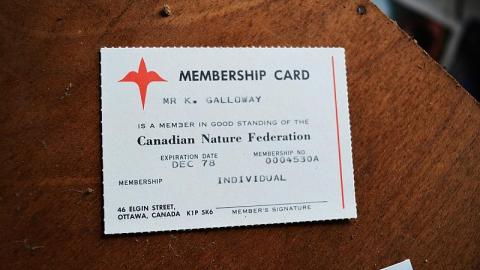 MEMBERSHIP CARD
MR K. GALLOWAY
IS A MEMBER IN GOOD STANDING OF THE
Canadian Nature Federation
EXPIRATION DATE MEMBERSHIP NO.
DEC 78 0004530A
MEMBERSHIP INDIVIDUAL
46 ELGIN STREET,
OTTAWA, CANADA K1P 5K6 MEMBER'S SIGNATURE